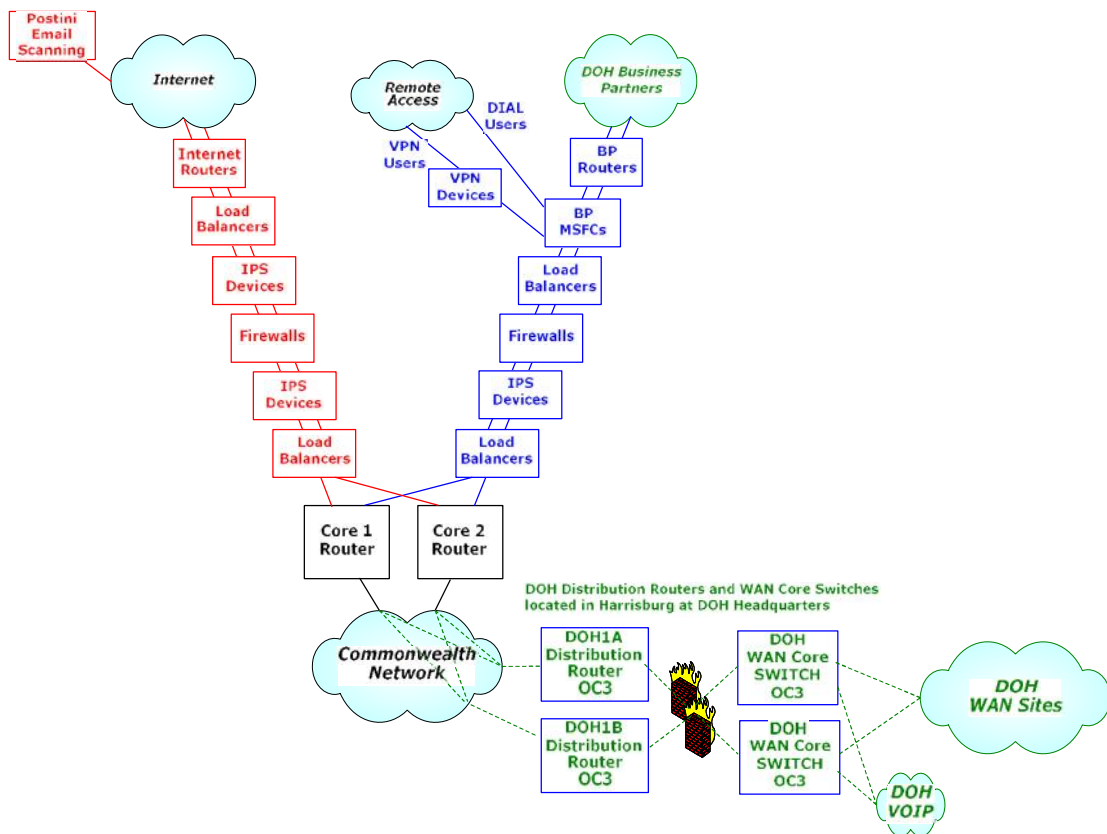 Postini
Email
Scanning
Internet
Remote
Access
DOH Business
Partners
DIAL
Users
VPN
Users
Internet
Routers
BP
Routers
VPN
Devices
Load
Balancers
BP
MSFCs
IPS
Devices
Load
Balancers
Firewalls
Firewalls
IPS
Devices
IPS
Devices
Load
Balancers
Load
Balancers
Core 1
Router
Core 2
Router
DOH Distribution Routers and WAN Core Switches
located in Harrisburg at DOH Headquarters
Commonwealth
Network
DOH1A
Distribution
Router
OC3
DOH
WAN Core
SWITCH
OC3
DOH
WAN Sites
DOH1B
Distribution
Router
OC3
DOH
WAN Core
SWITCH
OC3
DOH
VOIP